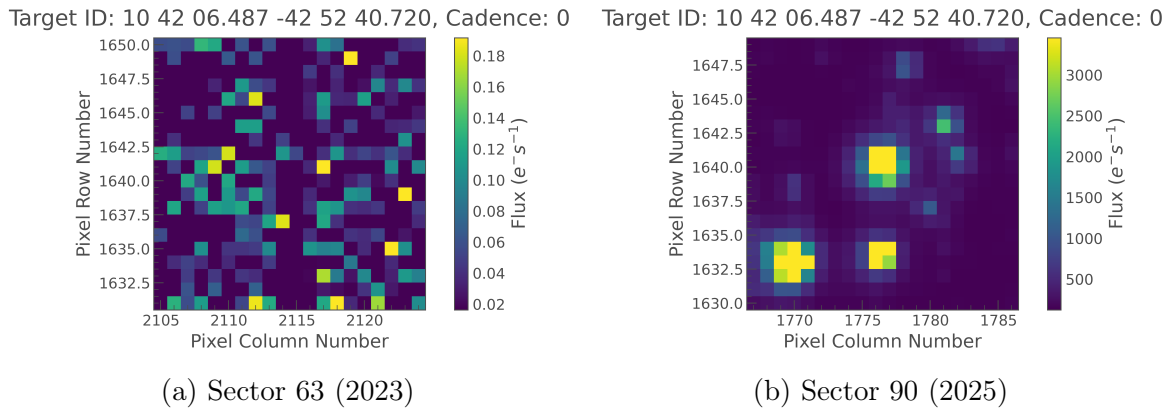 Target ID: 10 42 06.487 -42 52 40.720, Cadence: 0
1650.0
1647.5
1645.0
1642.5
1640.0
1637.5
1635.0
1632.5
Pixel Row Number
2105 2110 2115 2120
Pixel Column Number
0.18
0.16
0.14
0.12
0.10
0.08
0.06
0.04
0.02
Flux (e⁻s⁻¹)
(a) Sector 63 (2023)
Target ID: 10 42 06.487 -42 52 40.720, Cadence: 0
1647.5
1645.0
1642.5
1640.0
1637.5
1635.0
1632.5
1630.0
Pixel Row Number
1770 1775 1780 1785
Pixel Column Number
3000
2500
2000
1500
1000
500
Flux (e⁻s⁻¹)
(b) Sector 90 (2025)